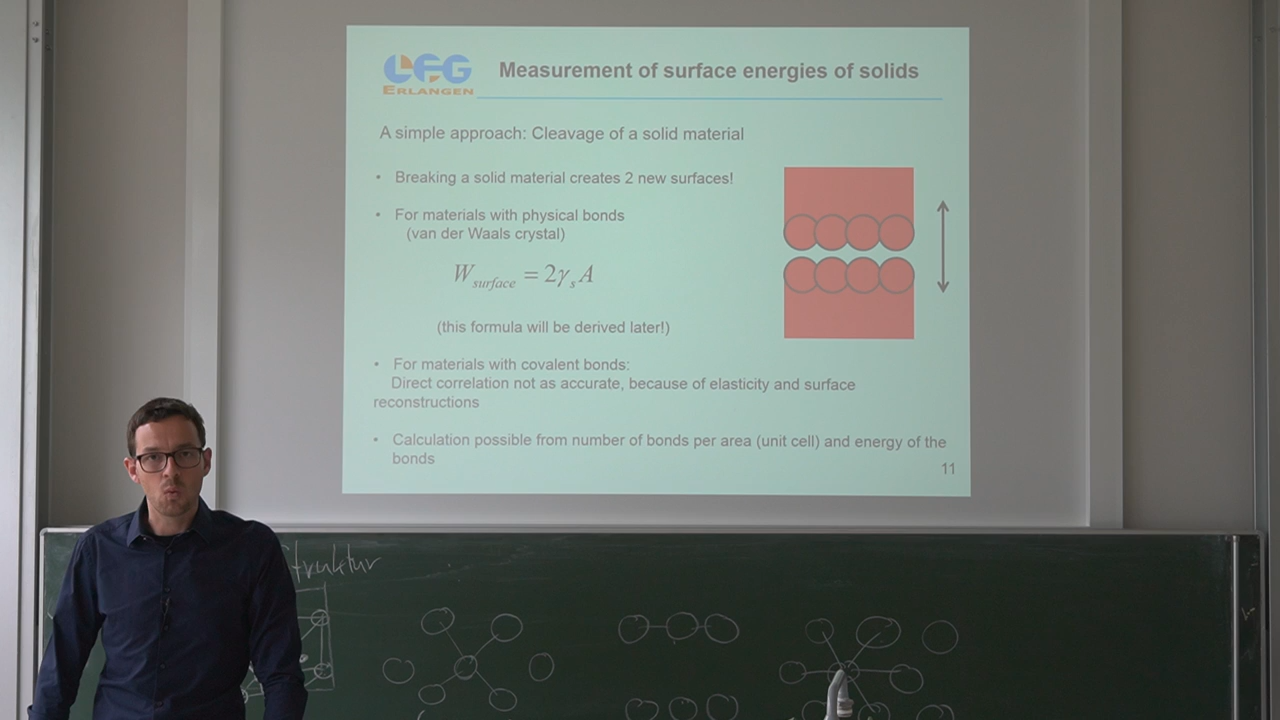 LFG
ERLANGEN
Measurement of surface energies of solids
A simple approach: Cleavage of a solid material
• Breaking a solid material creates 2 new surfaces!
• For materials with physical bonds
(van der Waals crystal)
W_surface = 2γ_s A
(this formula will be derived later!)
• For materials with covalent bonds:
Direct correlation not as accurate, because of elasticity and surface
reconstructions
• Calculation possible from number of bonds per area (unit cell) and energy of the
bonds
11
truktur